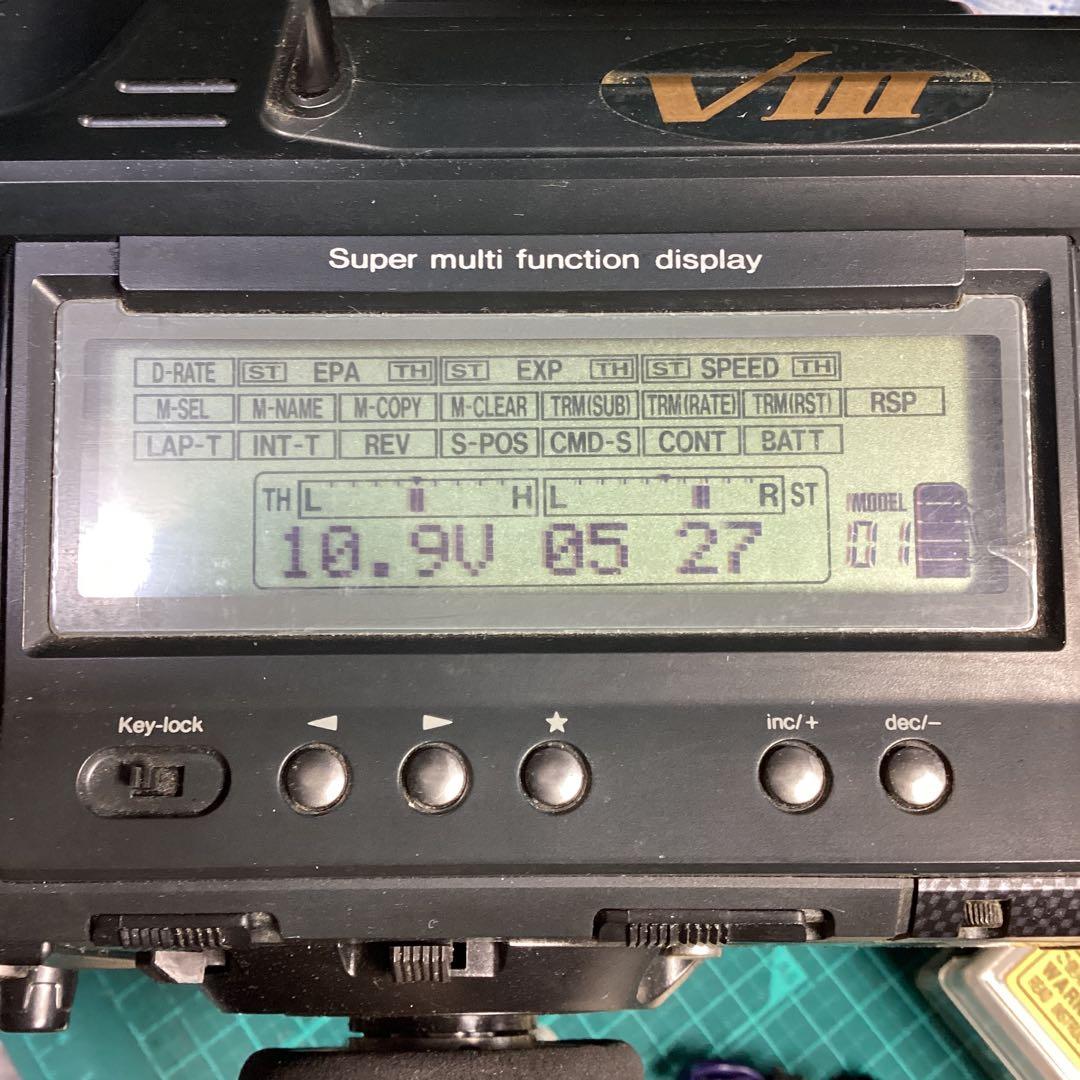 VIII
Super multi function display
D-RATE ST EPA TH ST EXP TH ST SPEED TH
M-SEL M-NAME M-COPY M-CLEAR TRM(SUB) TRM(RATE) TRM(RST) RSP
LAP-T INT-T REV S-POS CMD-S CONT BATT
TH L H L R ST
MODEL
10.9V 05 27 01
Key-lock ◀ ▶ ★ inc/+ dec/−